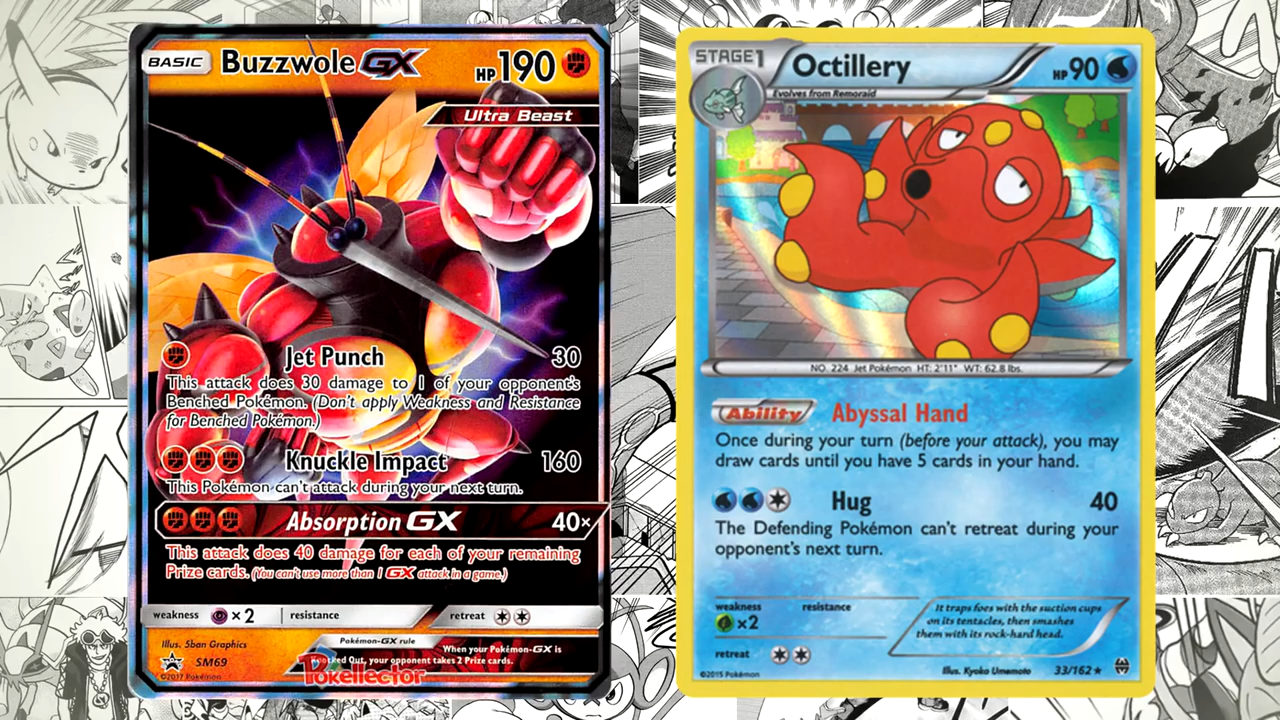 BASIC Buzzwole GX HP 190
Ultra Beast
Jet Punch 30
This attack does 30 damage to 1 of your opponent's
Benched Pokémon. (Don't apply Weakness and Resistance
for Benched Pokémon.)
Knuckle Impact 160
This Pokémon can't attack during your next turn.
Absorption GX 40×
This attack does 40 damage for each of your remaining
Prize cards. (You can't use more than 1 GX attack in a game.)
weakness ×2 resistance retreat
Illus. 5ban Graphics
SM69
©2017 Pokémon
Pokémon-GX rule
When your Pokémon-GX is
Out, your opponent takes 2 Prize cards.
Pokellector
STAGE1 Octillery HP 90
Evolves from Remoraid
NO. 224 Jet Pokémon HT: 2'11" WT: 62.8 lbs.
Ability Abyssal Hand
Once during your turn (before your attack), you may
draw cards until you have 5 cards in your hand.
Hug 40
The Defending Pokémon can't retreat during your
opponent's next turn.
weakness resistance
×2
retreat
It traps foes with the suction cups
on its tentacles, then smashes
them with its rock-hard head.
©2015 Pokémon
Illus. Kyoko Umemoto 33/162 ★